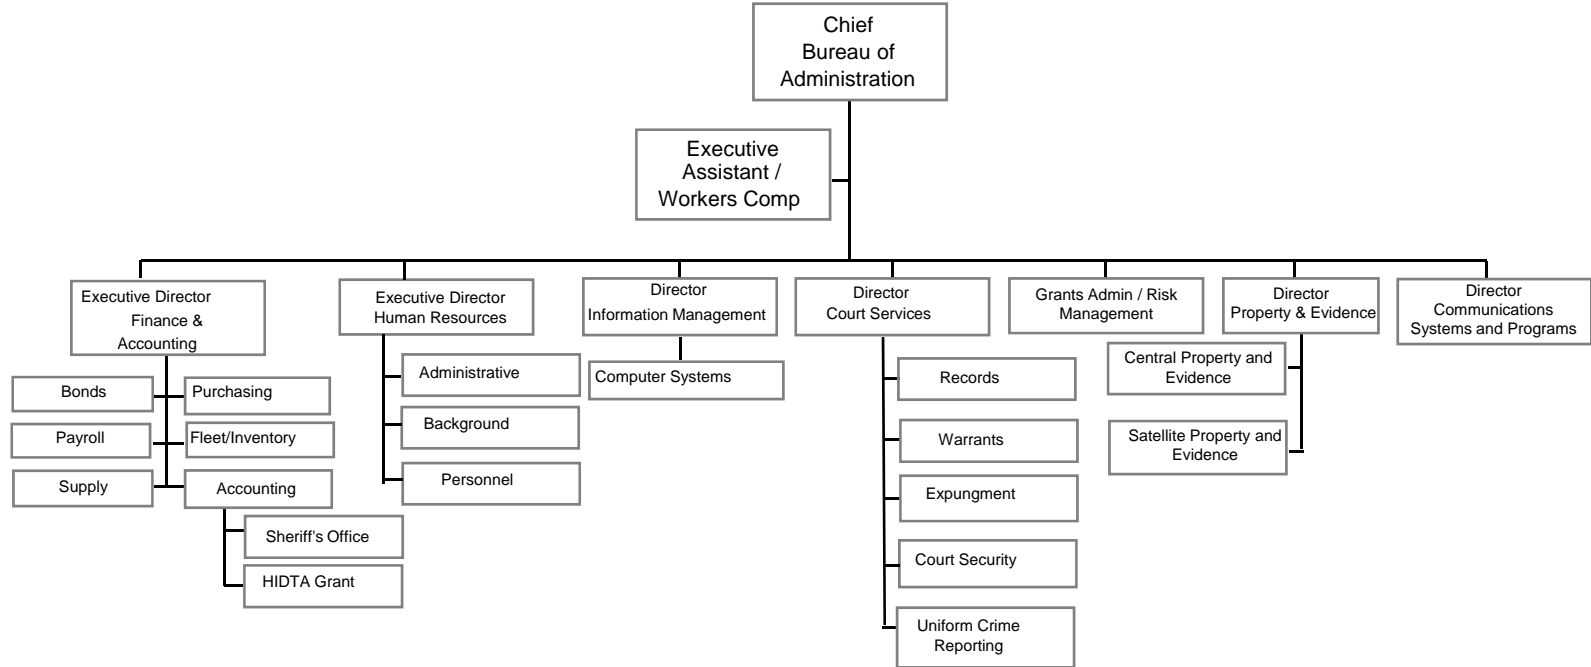 Chief
Bureau of
Administration
Executive
Assistant /
Workers Comp
Executive Director
Finance &
Accounting
Executive Director
Human Resources
Director
Information Management
Director
Court Services
Grants Admin / Risk
Management
Director
Property & Evidence
Director
Communications
Systems and Programs
Bonds
Purchasing
Payroll
Fleet/Inventory
Supply
Accounting
Sheriff's Office
HIDTA Grant
Administrative
Background
Personnel
Computer Systems
Records
Warrants
Expungment
Court Security
Uniform Crime
Reporting
Central Property and
Evidence
Satellite Property and
Evidence